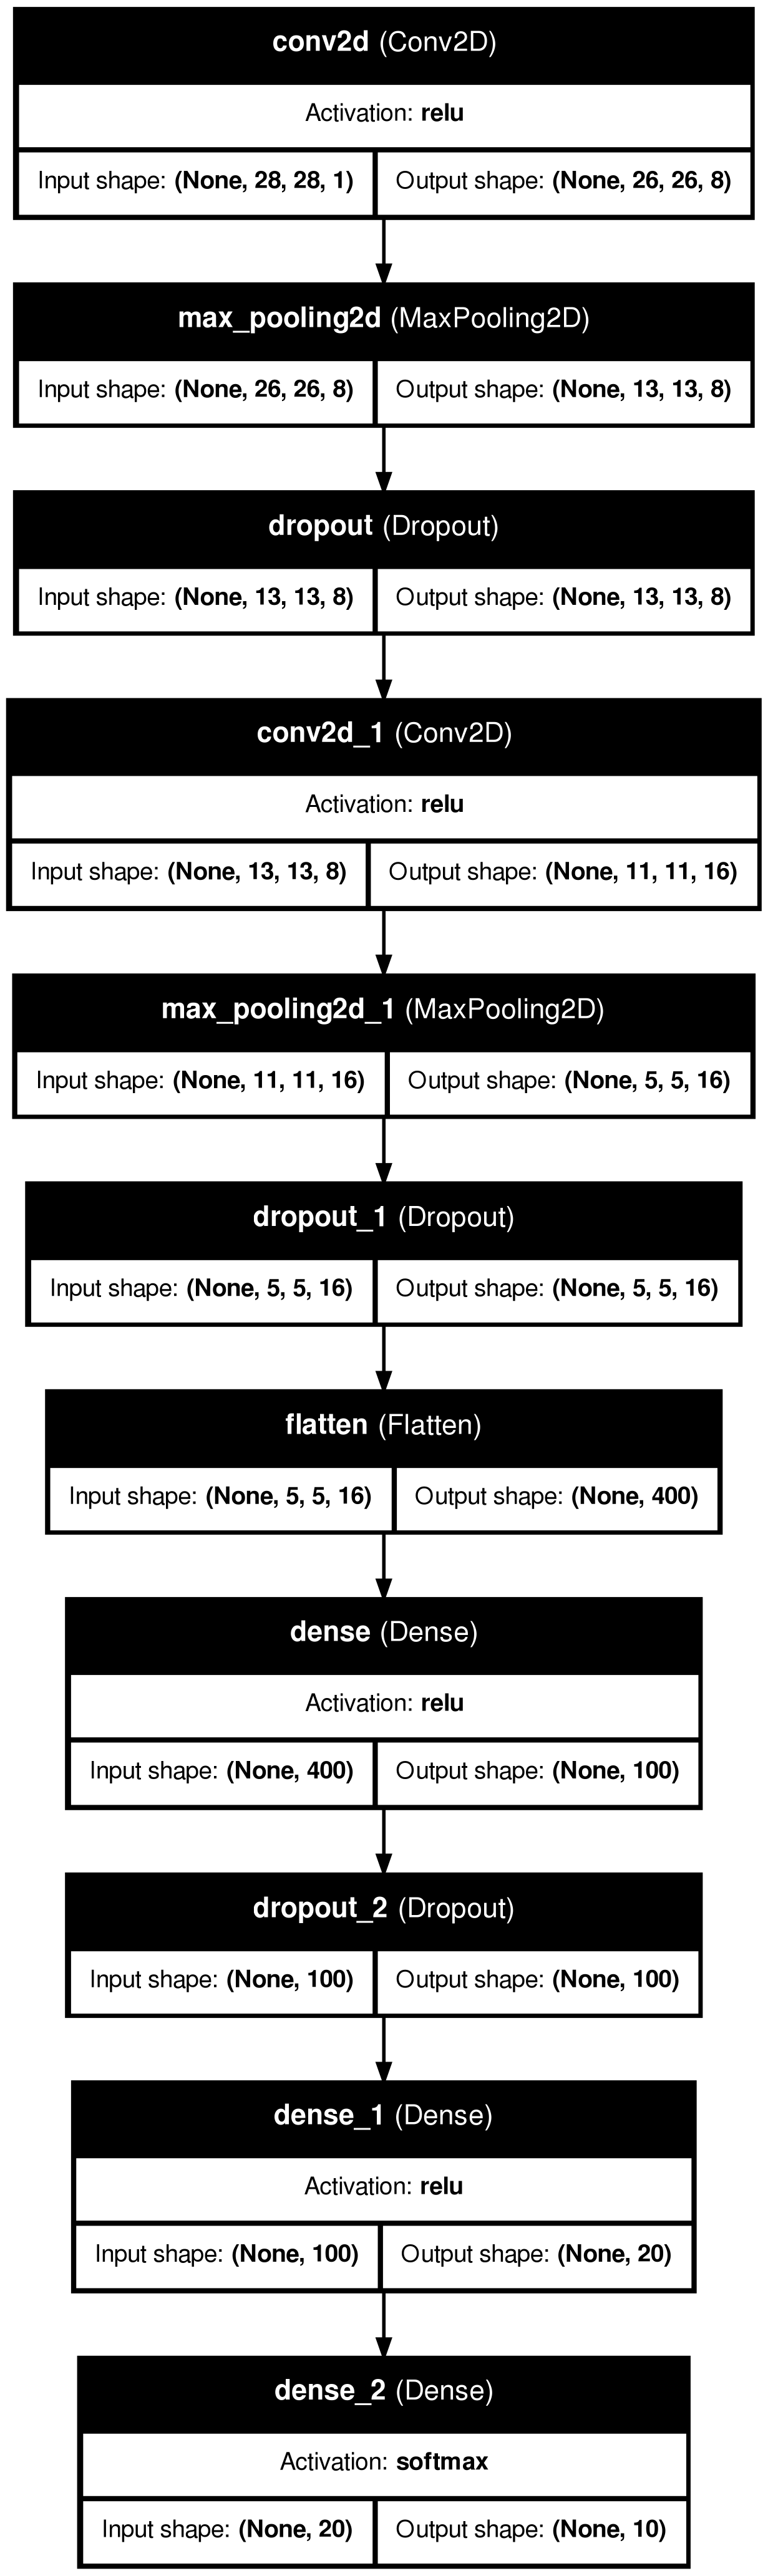 conv2d (Conv2D)
Activation: relu
Input shape: (None, 28, 28, 1) Output shape: (None, 26, 26, 8)
max_pooling2d (MaxPooling2D)
Input shape: (None, 26, 26, 8) Output shape: (None, 13, 13, 8)
dropout (Dropout)
Input shape: (None, 13, 13, 8) Output shape: (None, 13, 13, 8)
conv2d_1 (Conv2D)
Activation: relu
Input shape: (None, 13, 13, 8) Output shape: (None, 11, 11, 16)
max_pooling2d_1 (MaxPooling2D)
Input shape: (None, 11, 11, 16) Output shape: (None, 5, 5, 16)
dropout_1 (Dropout)
Input shape: (None, 5, 5, 16) Output shape: (None, 5, 5, 16)
flatten (Flatten)
Input shape: (None, 5, 5, 16) Output shape: (None, 400)
dense (Dense)
Activation: relu
Input shape: (None, 400) Output shape: (None, 100)
dropout_2 (Dropout)
Input shape: (None, 100) Output shape: (None, 100)
dense_1 (Dense)
Activation: relu
Input shape: (None, 100) Output shape: (None, 20)
dense_2 (Dense)
Activation: softmax
Input shape: (None, 20) Output shape: (None, 10)